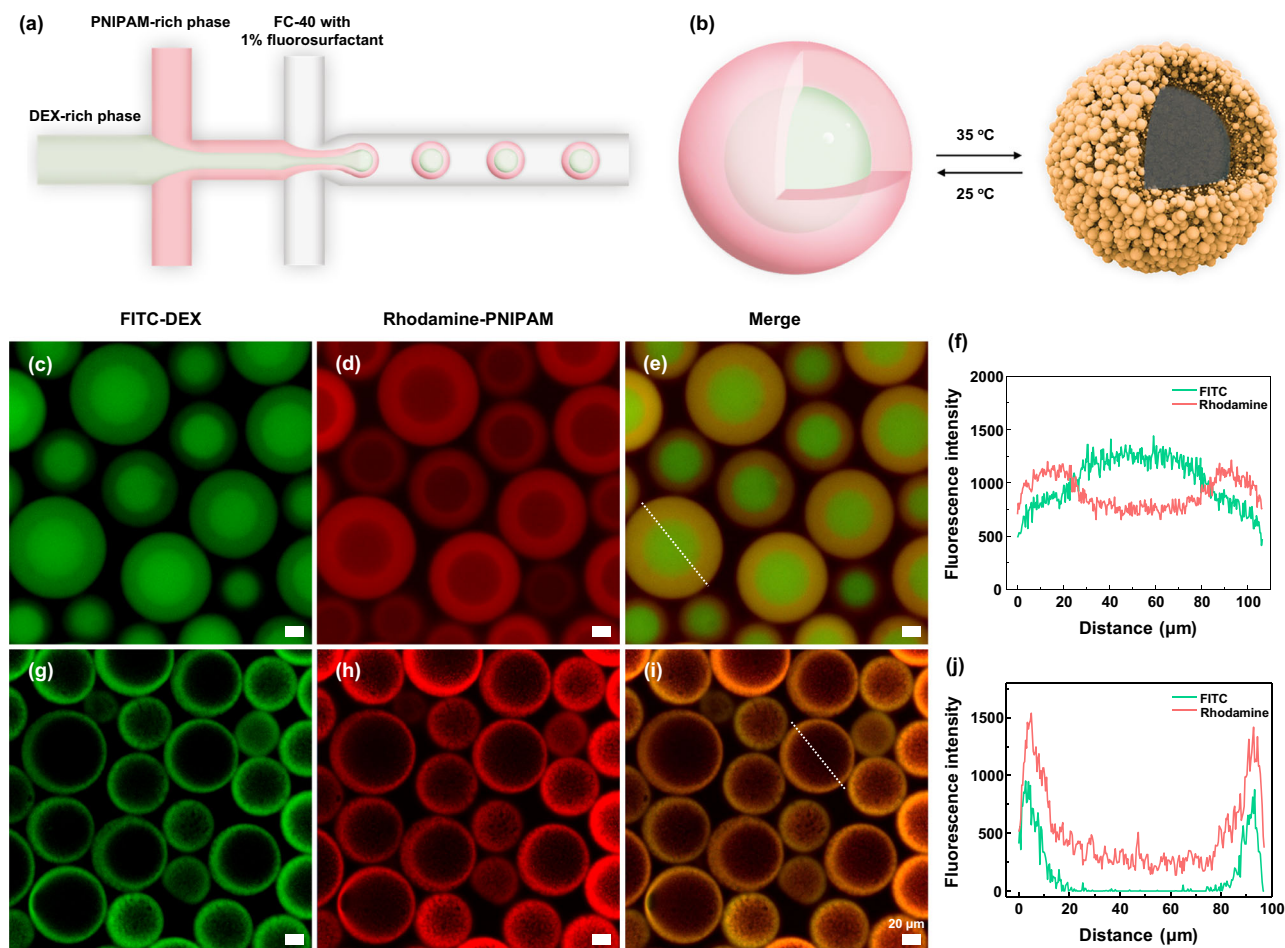 (a)
PNIPAM-rich phase
FC-40 with
1% fluorosurfactant
DEX-rich phase
(b)
35 °C
25 °C
FITC-DEX
Rhodamine-PNIPAM
Merge
(c)
(d)
(e)
(f)
2000
1500
1000
500
0
Fluorescence intensity
FITC
Rhodamine
0 20 40 60 80 100
Distance (μm)
(g)
(h)
(i)
20 μm
(j)
1500
1000
500
0
Fluorescence intensity
FITC
Rhodamine
0 20 40 60 80 100
Distance (μm)